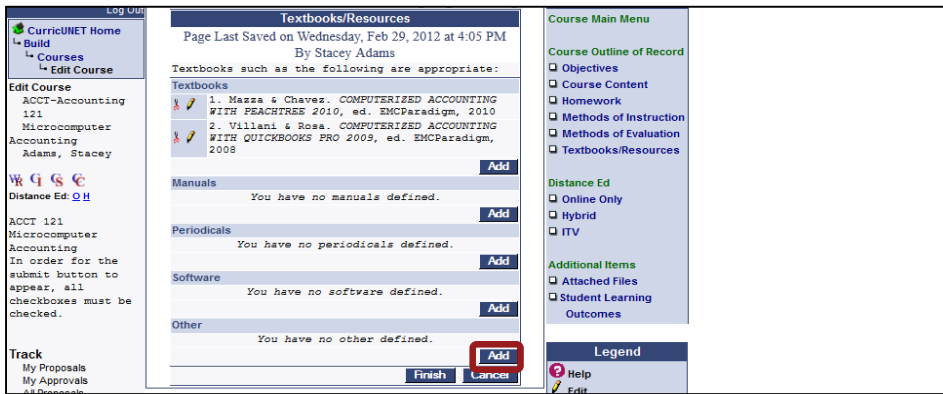 Log Out
CurricUNET Home
Build
Courses
Edit Course
Edit Course
ACCT-Accounting
121
Microcomputer
Accounting
Adams, Stacey
WR CI CS CC
Distance Ed: O H
ACCT 121
Microcomputer
Accounting
In order for the
submit button to
appear, all
checkboxes must be
checked.
Track
My Proposals
My Approvals
All Proposals
Textbooks/Resources
Page Last Saved on Wednesday, Feb 29, 2012 at 4:05 PM
By Stacey Adams
Textbooks such as the following are appropriate:
Textbooks
1. Mazza & Chavez. COMPUTERIZED ACCOUNTING
WITH PEACHTREE 2010, ed. EMCParadigm, 2010
2. Villani & Rosa. COMPUTERIZED ACCOUNTING
WITH QUICKBOOKS PRO 2009, ed. EMCParadigm,
2008
Add
Manuals
You have no manuals defined.
Add
Periodicals
You have no periodicals defined.
Add
Software
You have no software defined.
Add
Other
You have no other defined.
Add
Finish Cancel
Course Main Menu
Course Outline of Record
Objectives
Course Content
Homework
Methods of Instruction
Methods of Evaluation
Textbooks/Resources
Distance Ed
Online Only
Hybrid
ITV
Additional Items
Attached Files
Student Learning
Outcomes
Legend
Help
Edit